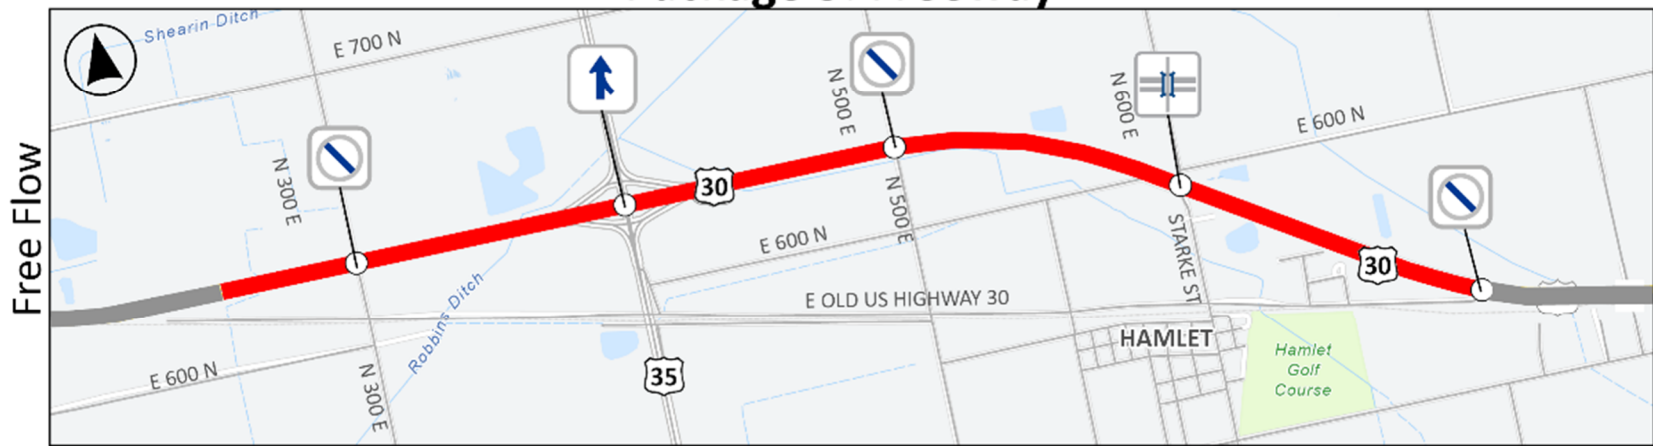 Shearin Ditch
E 700 N
N 300 E
N 500 E
N 600 E
E 600 N
Free Flow
30
N 500 E
E 600 N
STARKE ST
30
E OLD US HIGHWAY 30
Robbins Ditch
HAMLET
Hamlet
Golf
Course
E 600 N
N 300 E
35